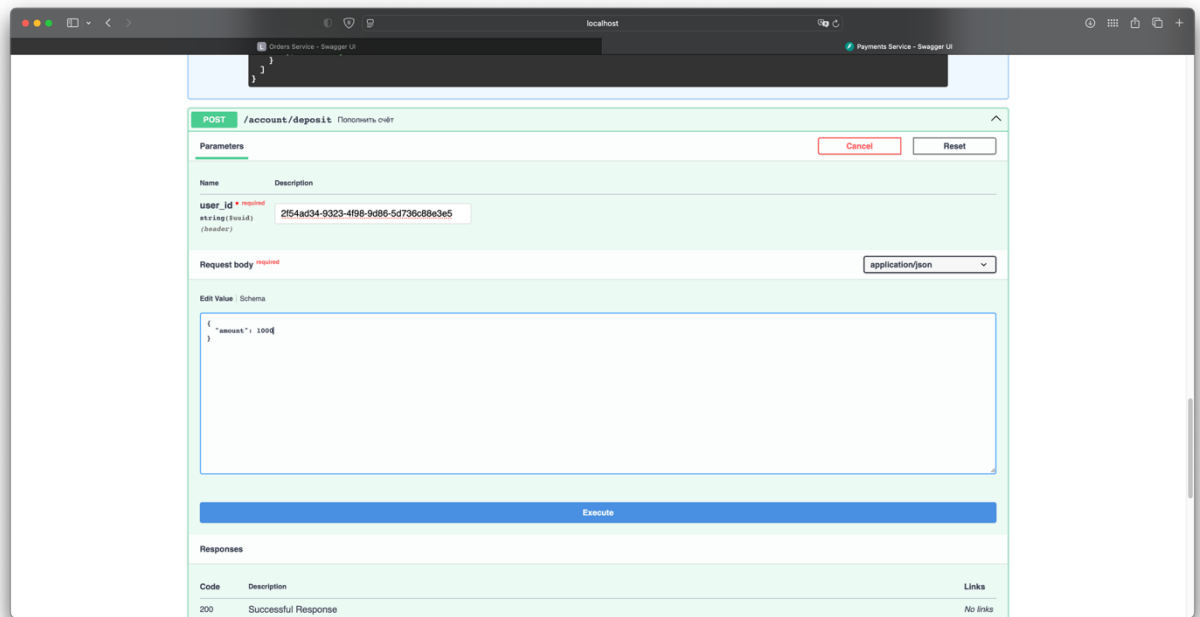 localhost
Orders Service - Swagger UI
Payments Service - Swagger UI
}
]
}
POST /account/deposit Пополнить счёт
Parameters
Cancel
Reset
Name Description
user_id * required
string($uuid)
(header)
2f54ad34-9323-4f98-9d86-5d736c88e3e5
Request body required
application/json
Edit Value | Schema
{
"amount": 1000
}
Execute
Responses
Code Description Links
200 Successful Response No links